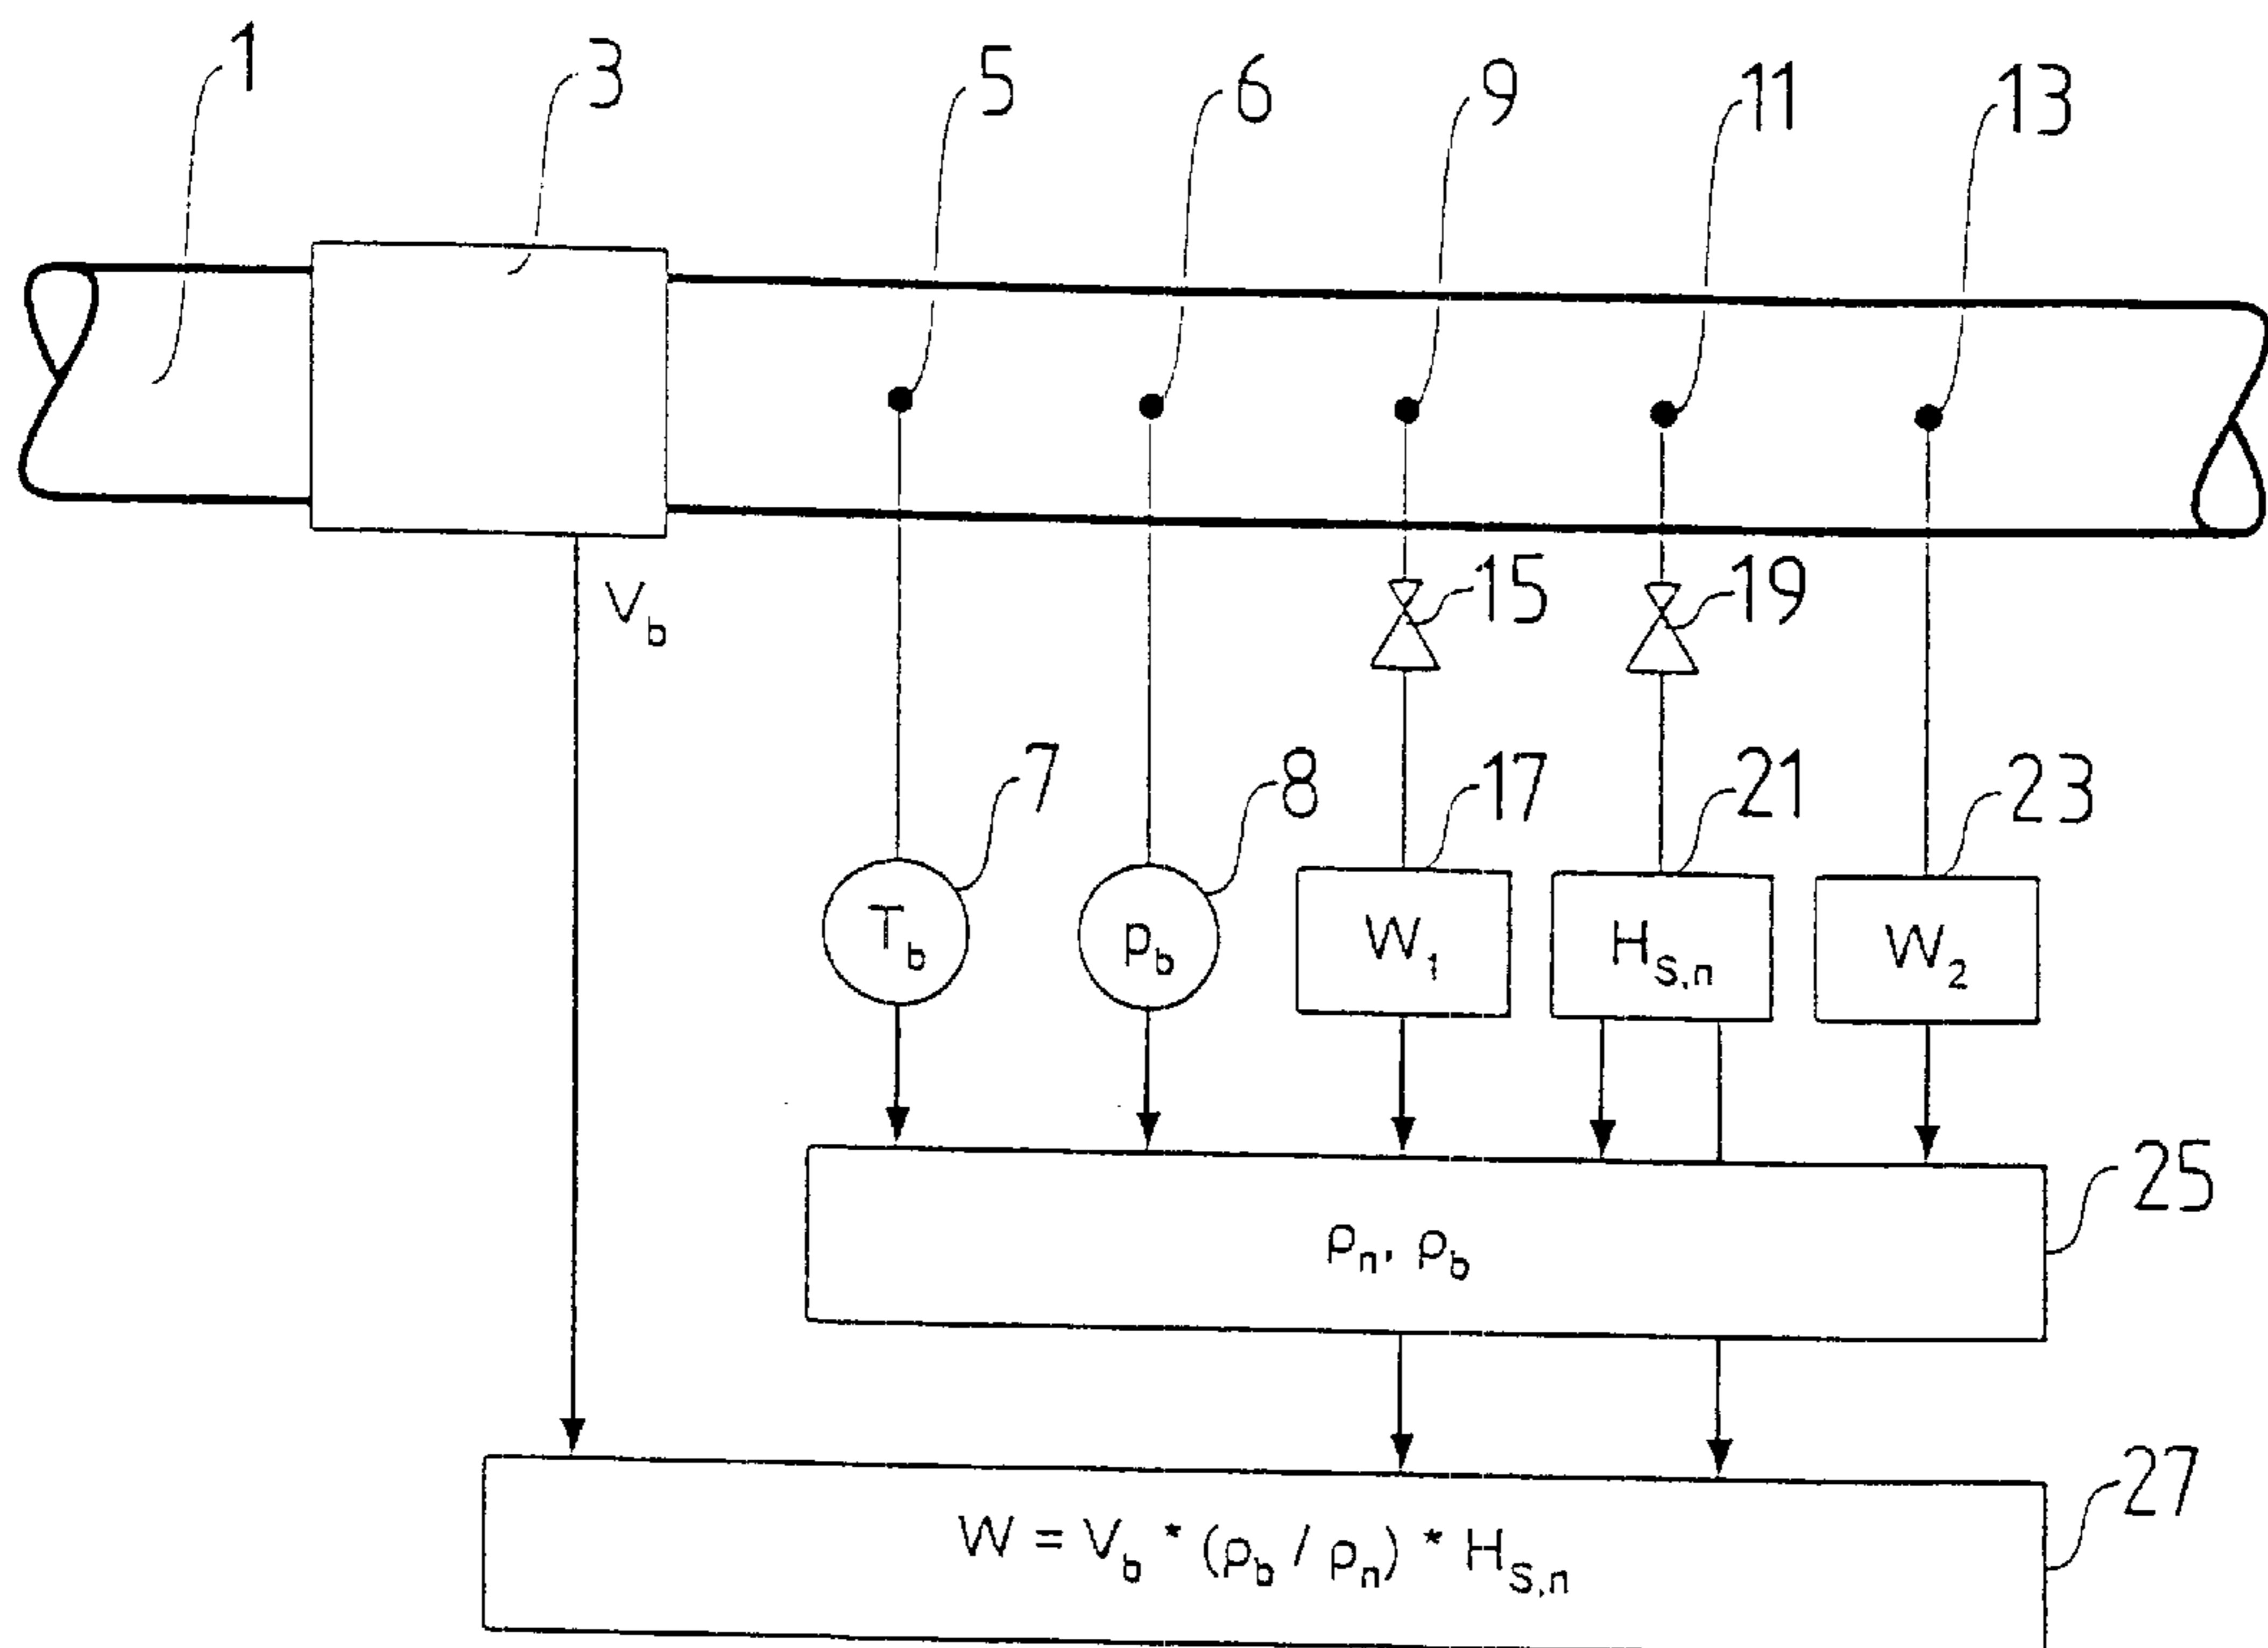 1 3 5 6 9 11 13
V_b 15 19
7 8 17 21 23
T_b p_b W_1 H_S,n W_2
25
ρ_n, ρ_b
27
W = V_b * (ρ_b / ρ_n) * H_S,n